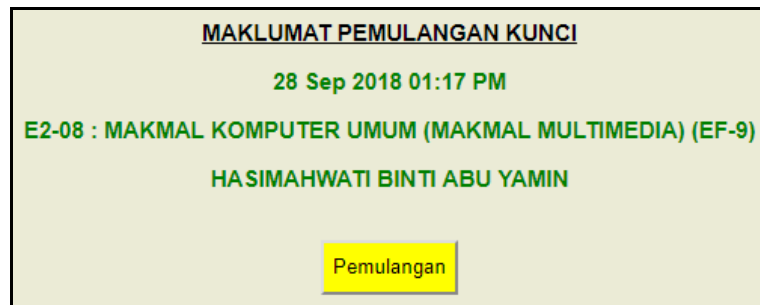 MAKLUMAT PEMULANGAN KUNCI
28 Sep 2018 01:17 PM
E2-08 : MAKMAL KOMPUTER UMUM (MAKMAL MULTIMEDIA) (EF-9)
HASIMAHWATI BINTI ABU YAMIN
Pemulangan